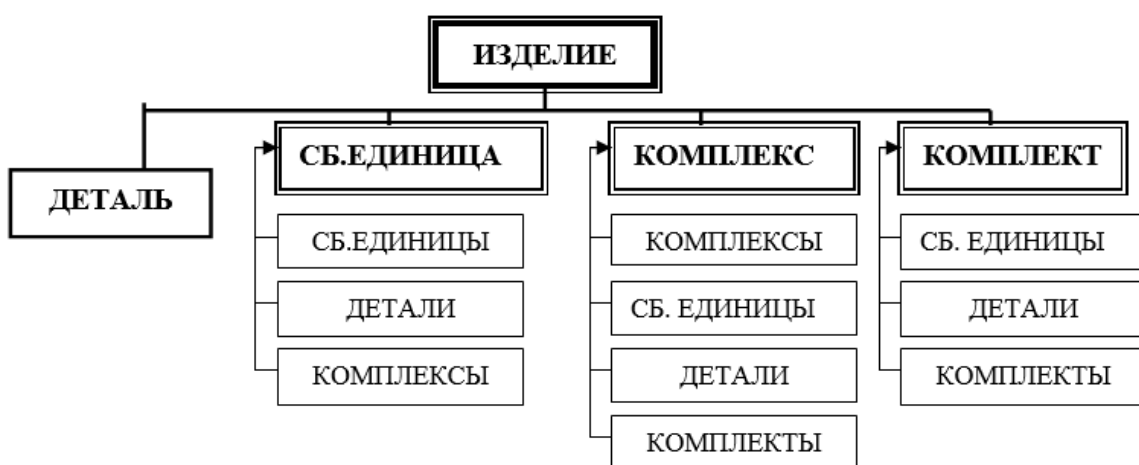 ИЗДЕЛИЕ
ДЕТАЛЬ
СБ.ЕДИНИЦА
СБ.ЕДИНИЦЫ
ДЕТАЛИ
КОМПЛЕКСЫ
КОМПЛЕКС
КОМПЛЕКСЫ
СБ. ЕДИНИЦЫ
ДЕТАЛИ
КОМПЛЕКТЫ
КОМПЛЕКТ
СБ. ЕДИНИЦЫ
ДЕТАЛИ
КОМПЛЕКТЫ